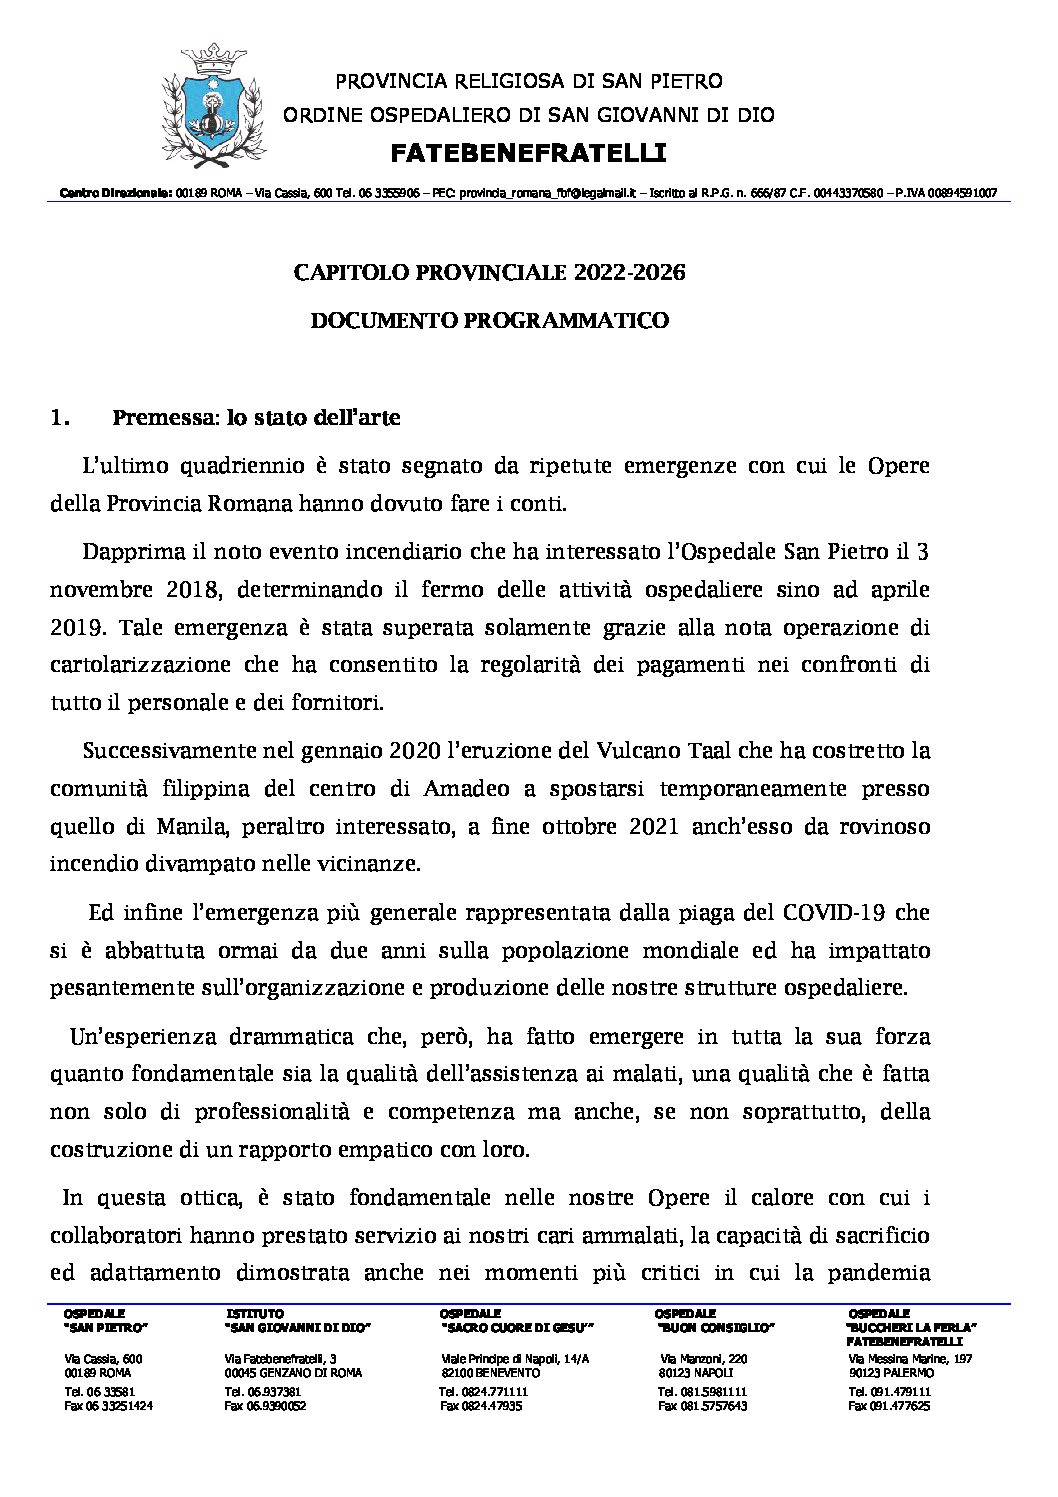 PROVINCIA RELIGIOSA DI SAN PIETRO
ORDINE OSPEDALIERO DI SAN GIOVANNI DI DIO
FATEBENEFRATELLI
Centro Direzionale: 00189 ROMA – Via Cassia, 600 Tel. 06 3355906 – PEC: provincia_romana_fbf@legalmail.it – Iscritto al R.P.G. n. 666/87 C.F. 00443370580 – P.IVA 00894591007
CAPITOLO PROVINCIALE 2022-2026
DOCUMENTO PROGRAMMATICO
1. Premessa: lo stato dell’arte
L’ultimo quadriennio è stato segnato da ripetute emergenze con cui le Opere
della Provincia Romana hanno dovuto fare i conti.
Dapprima il noto evento incendiario che ha interessato l’Ospedale San Pietro il 3
novembre 2018, determinando il fermo delle attività ospedaliere sino ad aprile
2019. Tale emergenza è stata superata solamente grazie alla nota operazione di
cartolarizzazione che ha consentito la regolarità dei pagamenti nei confronti di
tutto il personale e dei fornitori.
Successivamente nel gennaio 2020 l’eruzione del Vulcano Taal che ha costretto la
comunità filippina del centro di Amadeo a spostarsi temporaneamente presso
quello di Manila, peraltro interessato, a fine ottobre 2021 anch’esso da rovinoso
incendio divampato nelle vicinanze.
Ed infine l’emergenza più generale rappresentata dalla piaga del COVID-19 che
si è abbattuta ormai da due anni sulla popolazione mondiale ed ha impattato
pesantemente sull’organizzazione e produzione delle nostre strutture ospedaliere.
Un’esperienza drammatica che, però, ha fatto emergere in tutta la sua forza
quanto fondamentale sia la qualità dell’assistenza ai malati, una qualità che è fatta
non solo di professionalità e competenza ma anche, se non soprattutto, della
costruzione di un rapporto empatico con loro.
In questa ottica, è stato fondamentale nelle nostre Opere il calore con cui i
collaboratori hanno prestato servizio ai nostri cari ammalati, la capacità di sacrificio
ed adattamento dimostrata anche nei momenti più critici in cui la pandemia
OSPEDALE ISTITUTO OSPEDALE OSPEDALE OSPEDALE
“SAN PIETRO” “SAN GIOVANNI DI DIO” “SACRO CUORE DI GESU’” “BUON CONSIGLIO” “BUCCHERI LA FERLA”
FATEBENEFRATELLI
Via Cassia, 600 Via Fatebenefratelli, 3 Viale Principe di Napoli, 14/A Via Manzoni, 220 Via Messina Marine, 197
00189 ROMA 00045 GENZANO DI ROMA 82100 BENEVENTO 80123 NAPOLI 90123 PALERMO
Tel. 06 33581 Tel. 06.937381 Tel. 0824.771111 Tel. 081.5981111 Tel. 091.479111
Fax 06 33251424 Fax 06.9390052 Fax 0824.47935 Fax 081.5757643 Fax 091.477625